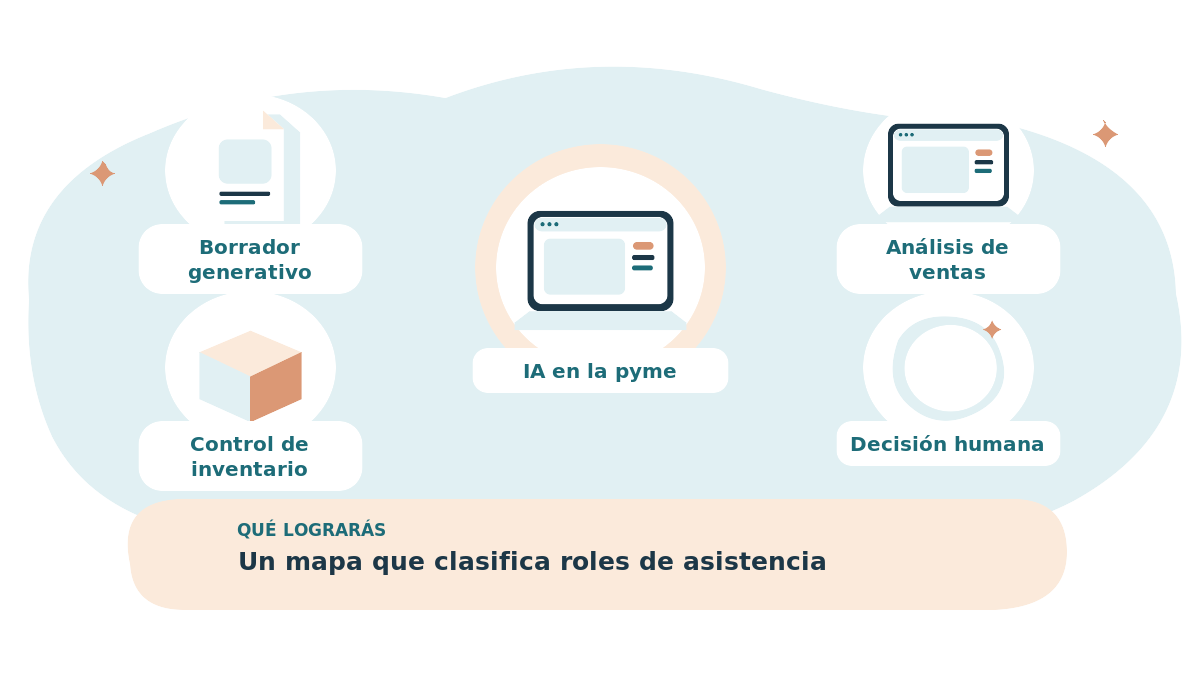 Borrador
generativo
Análisis de
ventas
IA en la pyme
Control de
inventario
Decisión humana
QUÉ LOGRARÁS
Un mapa que clasifica roles de asistencia